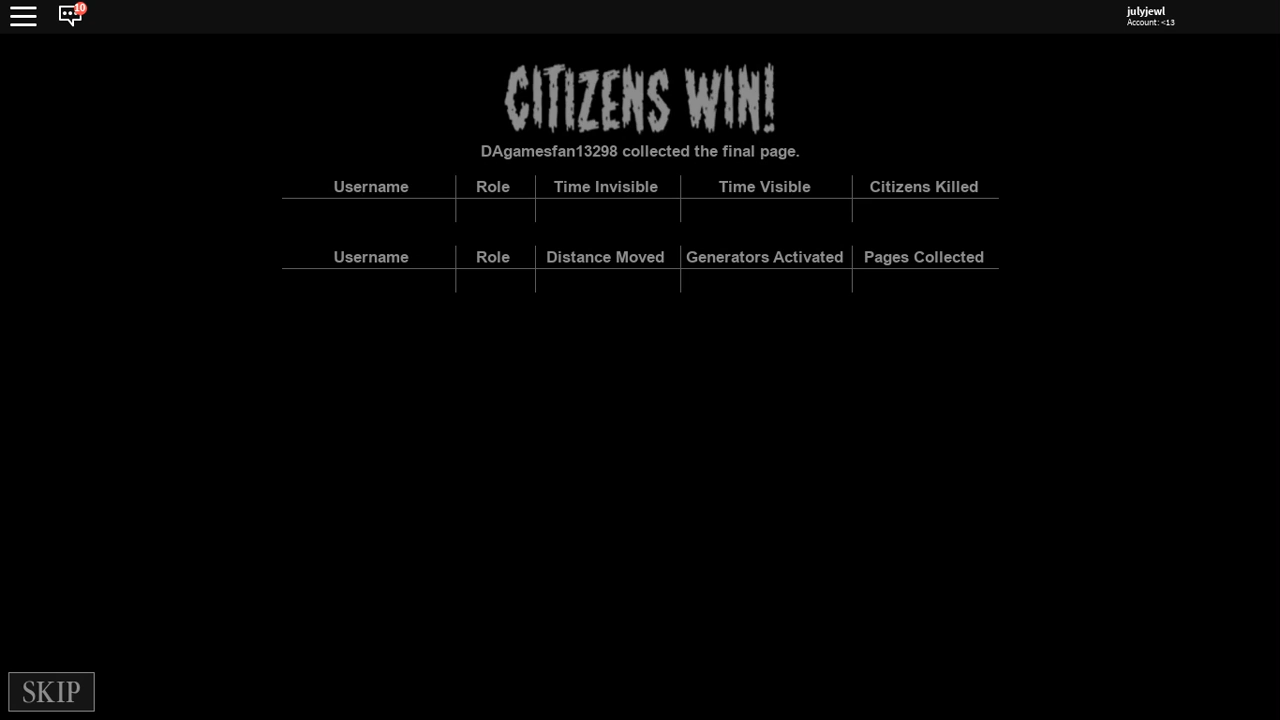 10
julyjewl
Account: <13
CITIZENS WIN!
DAgamesfan13298 collected the final page.
Username Role Time Invisible Time Visible Citizens Killed
Username Role Distance Moved Generators Activated Pages Collected
SKIP